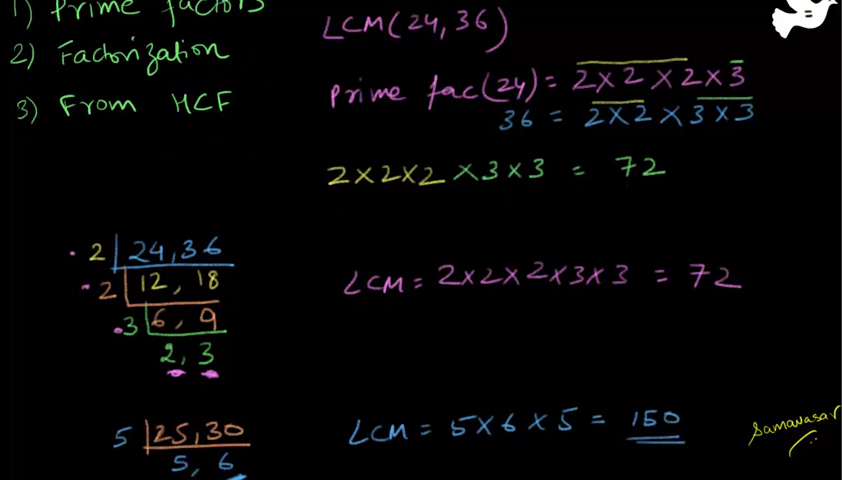 1) Prime factors
2) Factorization
3) From HCF
LCM(24,36)
Prime fac(24) = 2×2×2×3
36 = 2×2×3×3
2×2×2×3×3 = 72
2 24,36
2 12, 18
3 6, 9
2, 3
LCM = 2×2×2×3×3 = 72
5 25,30
5, 6
LCM = 5×6×5 = 150